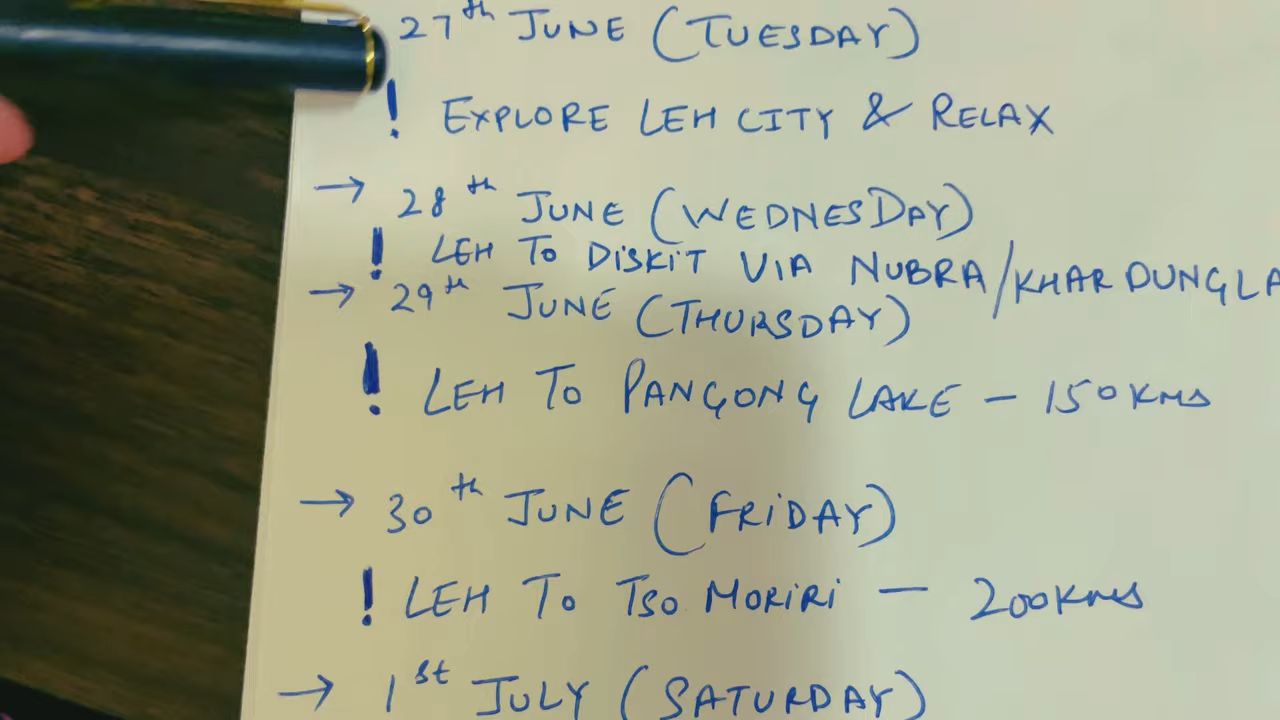 27th JUNE (TUESDAY)
! EXPLORE LEH CITY & RELAX
→ 28th JUNE (WEDNESDAY)
! LEH TO DISKIT VIA NUBRA/KHARDUNGLA
→ 29th JUNE (THURSDAY)
! LEH TO PANGONG LAKE - 150KMS
→ 30th JUNE (FRIDAY)
! LEH TO TSO MORIRI - 200KMS
→ 1st JULY (SATURDAY)